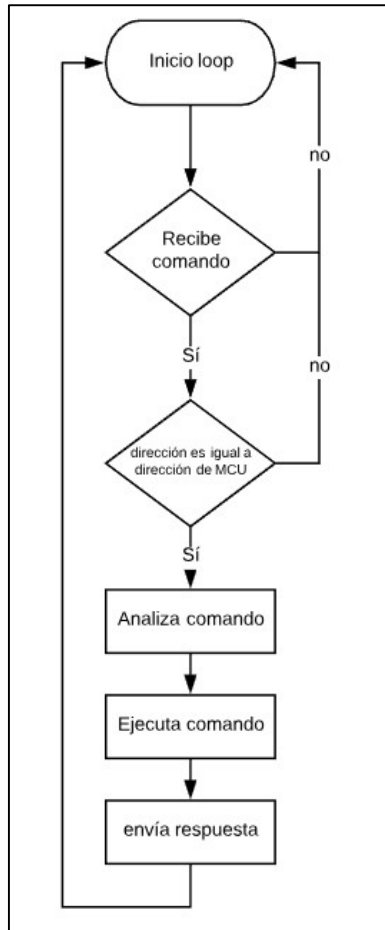 Inicio loop
no
Recibe
comando
Sí
no
dirección es igual a
dirección de MCU
Sí
Analiza comando
Ejecuta comando
envía respuesta